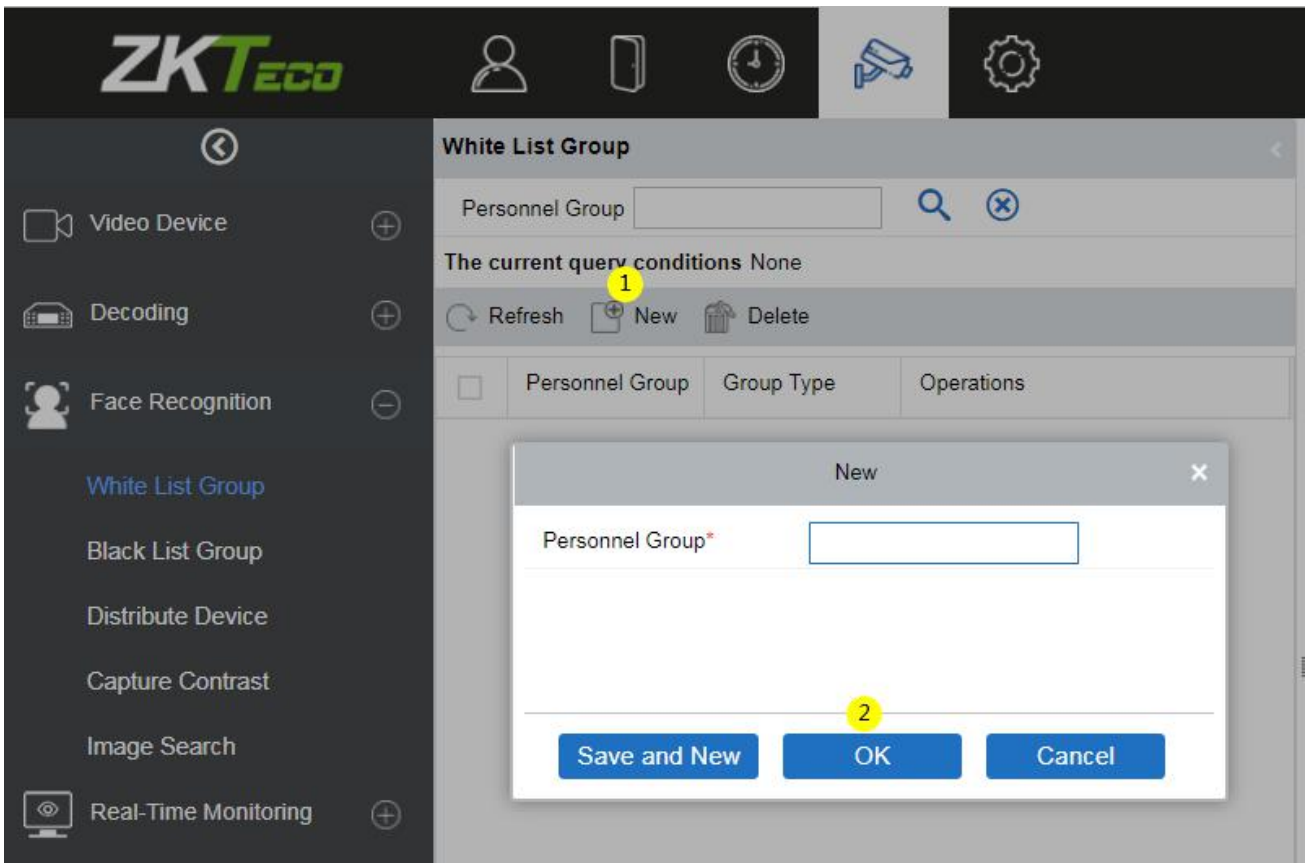 ZKTECO
White List Group
Video Device
Personnel Group
The current query conditions None
1
Decoding
Refresh New Delete
Personnel Group Group Type Operations
Face Recognition
New
White List Group
Personnel Group*
Black List Group
Distribute Device
Capture Contrast
2
Image Search
Save and New OK Cancel
Real-Time Monitoring